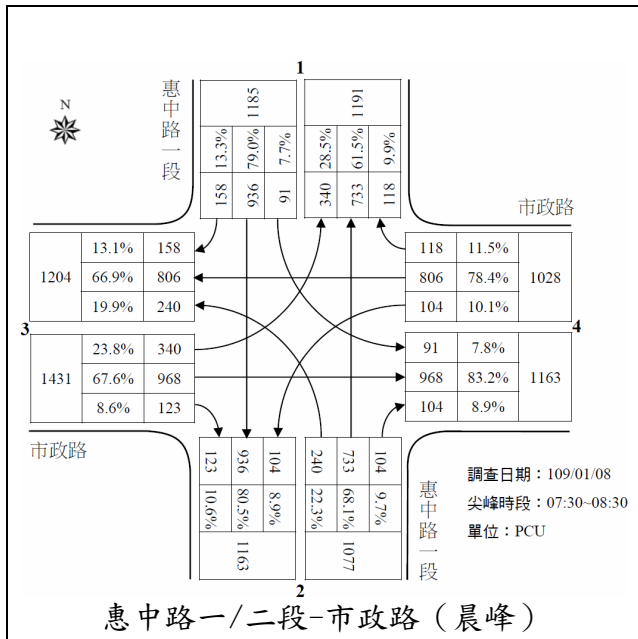 1
N
惠中路一段
1185
13.3% 79.0% 7.7%
158 936 91
1191
28.5% 61.5% 9.9%
340 733 118
市政路
1204
13.1% 158
66.9% 806
19.9% 240
118 11.5%
806 78.4%
104 10.1%
1028
3
4
1431
23.8% 340
67.6% 968
8.6% 123
91 7.8%
968 83.2%
104 8.9%
1163
市政路
123 936 104
10.6% 80.5% 8.9%
1163
240 733 104
22.3% 68.1% 9.7%
1077
惠中路一段
調查日期：109/01/08
尖峰時段：07:30~08:30
單位：PCU
2
惠中路一/二段-市政路（晨峰）